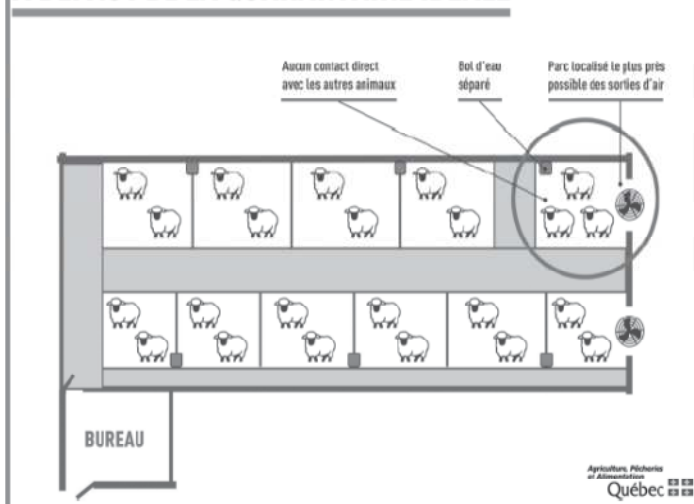 Aucun contact direct
avec les autres animaux
Bol d'eau
séparé
Parc localisé le plus près
possible des sorties d'air
BUREAU
Agriculture, Pêcheries
et Alimentation
Québec